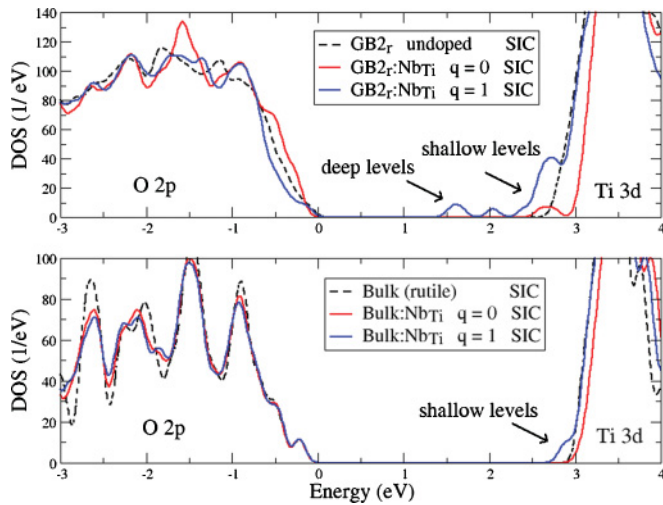 140
120
100
80
60
40
20
0
DOS (1/ eV)
GB2r undoped SIC
GB2r:NbTi q = 0 SIC
GB2r:NbTi q = 1 SIC
shallow levels
deep levels
O 2p
Ti 3d
-3 -2 -1 0 1 2 3 4
100
80
60
40
20
0
DOS (1/eV)
Bulk (rutile) SIC
Bulk:NbTi q = 0 SIC
Bulk:NbTi q = 1 SIC
shallow levels
O 2p
Ti 3d
-3 -2 -1 0 1 2 3 4
Energy (eV)